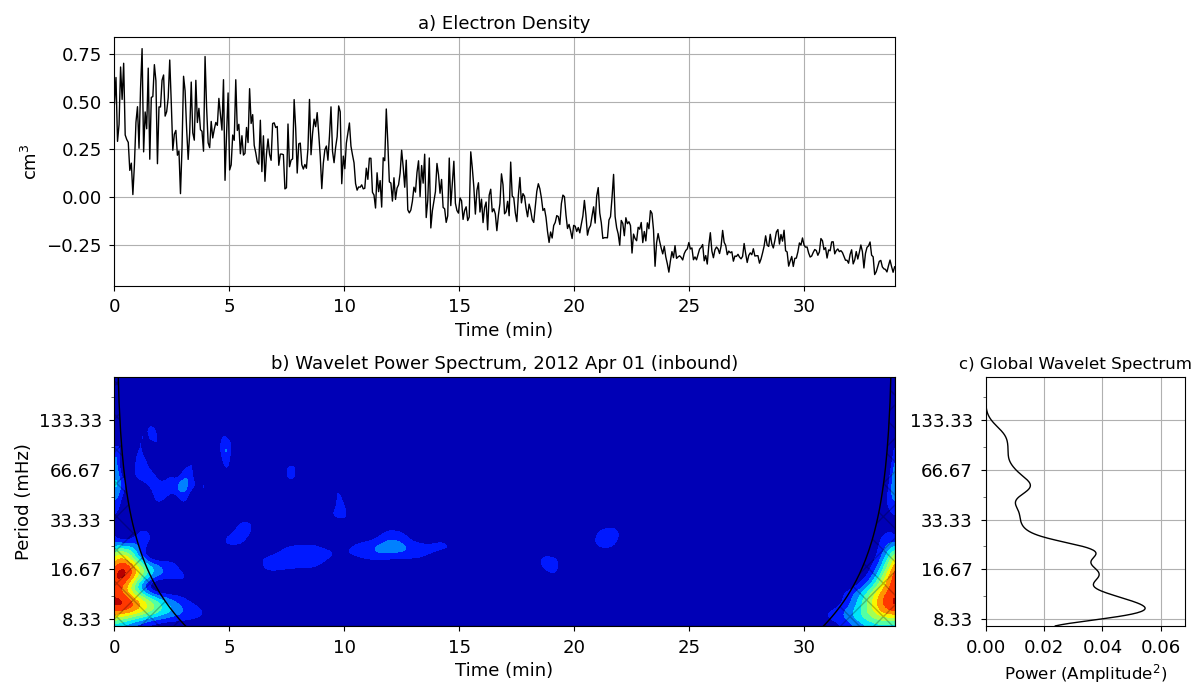 a) Electron Density
0.75
0.50
0.25
0.00
−0.25
cm³
0 5 10 15 20 25 30
Time (min)
b) Wavelet Power Spectrum, 2012 Apr 01 (inbound)
133.33
66.67
33.33
16.67
8.33
Period (mHz)
0 5 10 15 20 25 30
Time (min)
c) Global Wavelet Spectrum
133.33
66.67
33.33
16.67
8.33
0.00 0.02 0.04 0.06
Power (Amplitude²)